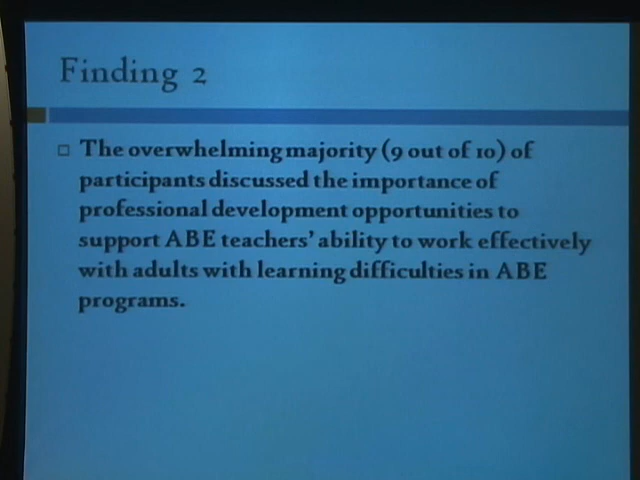 Finding 2
The overwhelming majority (9 out of 10) of
participants discussed the importance of
professional development opportunities to
support ABE teachers' ability to work effectively
with adults with learning difficulties in ABE
programs.